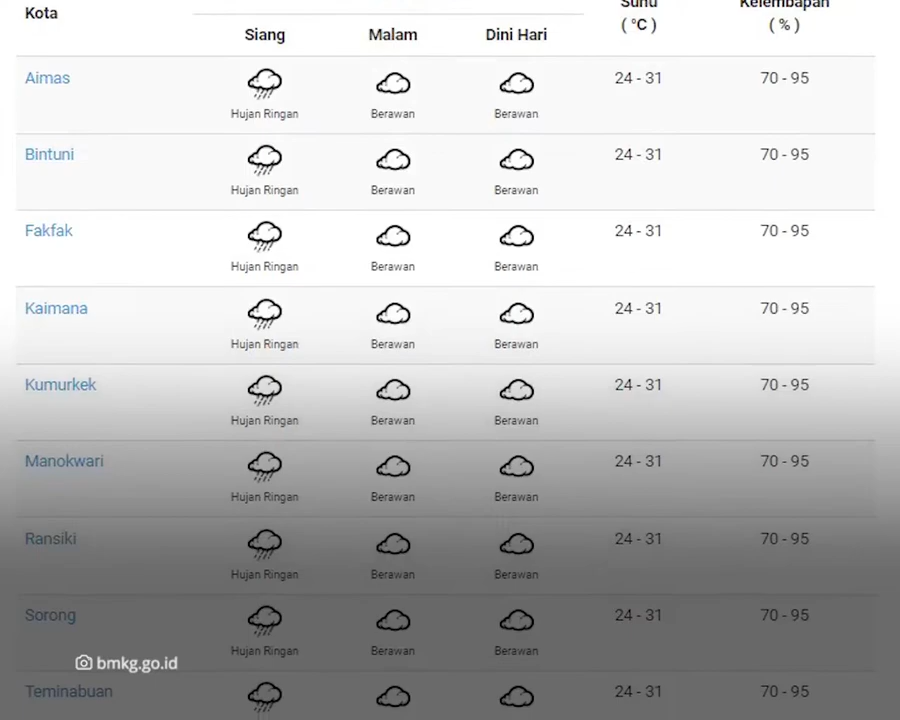 Kota
Suhu
Kelembapan
( °C )
( % )
Siang Malam Dini Hari
Aimas 24 - 31 70 - 95
Hujan Ringan Berawan Berawan
Bintuni 24 - 31 70 - 95
Hujan Ringan Berawan Berawan
Fakfak 24 - 31 70 - 95
Hujan Ringan Berawan Berawan
Kaimana 24 - 31 70 - 95
Hujan Ringan Berawan Berawan
Kumurkek 24 - 31 70 - 95
Hujan Ringan Berawan Berawan
Manokwari 24 - 31 70 - 95
Hujan Ringan Berawan Berawan
Ransiki 24 - 31 70 - 95
Hujan Ringan Berawan Berawan
Sorong 24 - 31 70 - 95
Hujan Ringan Berawan Berawan
bmkg.go.id
Teminabuan 24 - 31 70 - 95